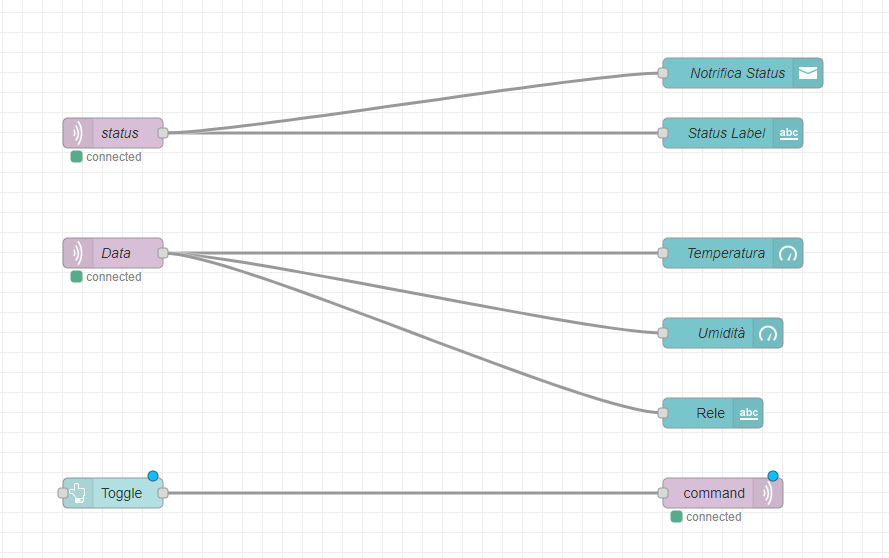 Notrifica Status
status
Status Label
abc
connected
Data
Temperatura
connected
Umidità
Rele
abc
Toggle
command
connected